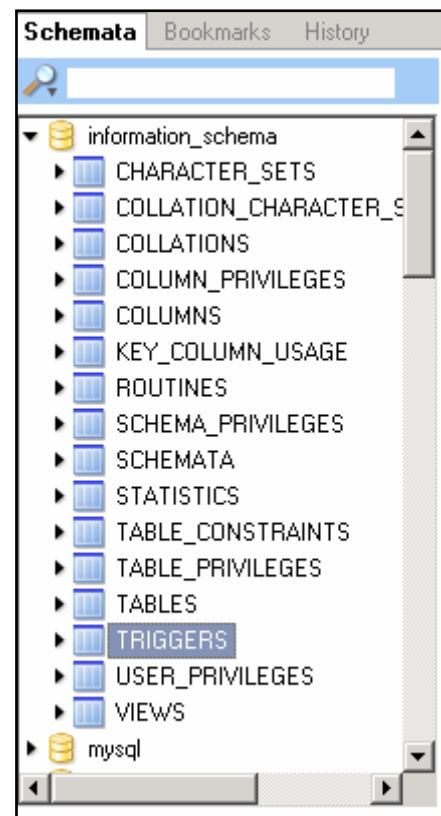 Schemata Bookmarks History
information_schema
CHARACTER_SETS
COLLATION_CHARACTER_S
COLLATIONS
COLUMN_PRIVILEGES
COLUMNS
KEY_COLUMN_USAGE
ROUTINES
SCHEMA_PRIVILEGES
SCHEMATA
STATISTICS
TABLE_CONSTRAINTS
TABLE_PRIVILEGES
TABLES
TRIGGERS
USER_PRIVILEGES
VIEWS
mysql